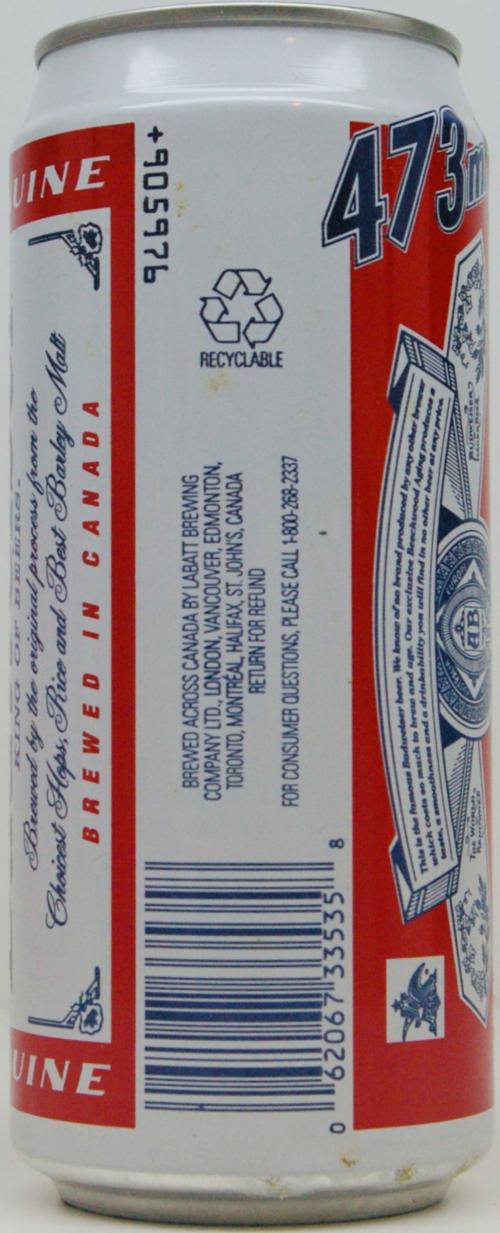 UINE
KING OF BEERS.
Brewed by the original process from the
Choicest Hops, Rice and Best Barley Malt
BREWED IN CANADA
UINE
926506+
RECYCLABLE
BREWED ACROSS CANADA BY LABATT BREWING
COMPANY LTD., LONDON, VANCOUVER, EDMONTON,
TORONTO, MONTRÉAL, HALIFAX, ST. JOHN'S, CANADA
RETURN FOR REFUND
FOR CONSUMER QUESTIONS, PLEASE CALL 1-800-268-2337
0 62067 33535 8
473m
This is the famous Budweiser beer. We know of no brand produced by any other brewer
which costs so much to brew and age. Our exclusive Beechwood Aging produces a
taste, a smoothness and a drinkability you will find in no other beer at any price.
BUDWEISER
THE WORLD'S
AB